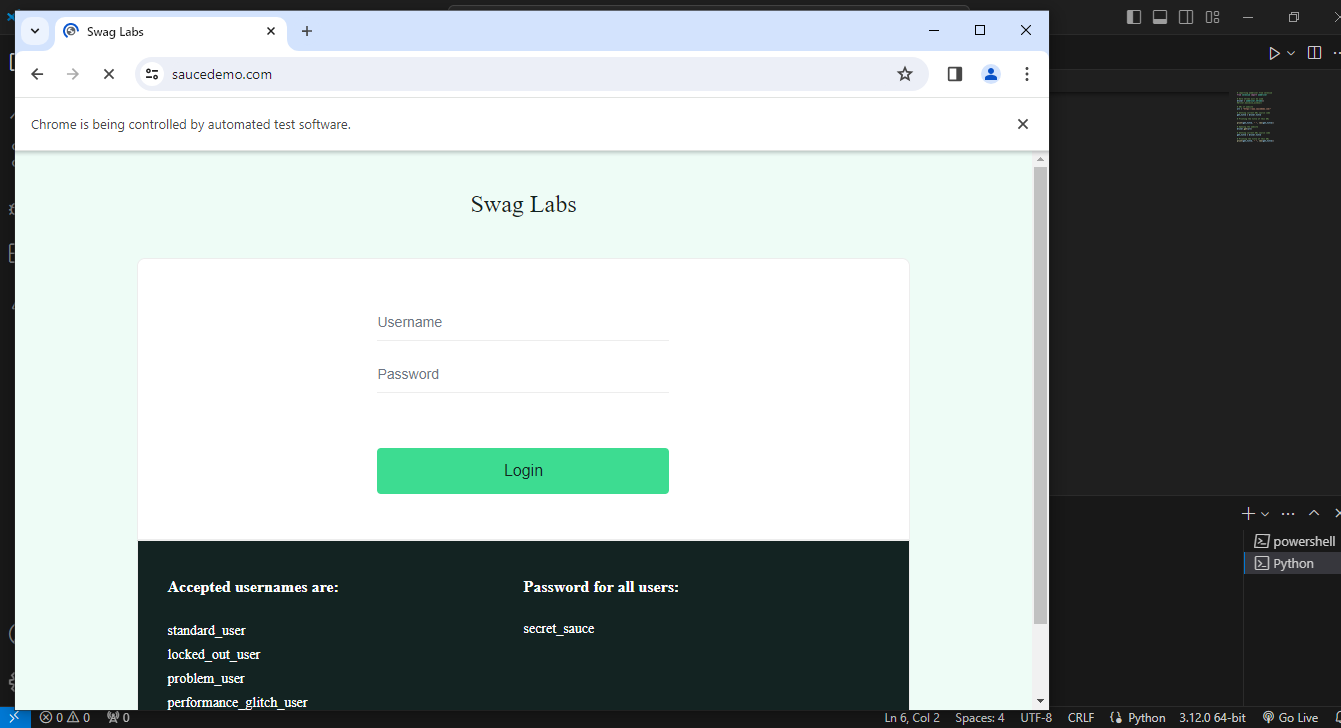 Swag Labs
saucedemo.com
Chrome is being controlled by automated test software.
Swag Labs
Username
Password
Login
Accepted usernames are:
standard_user
locked_out_user
problem_user
performance_glitch_user
Password for all users:
secret_sauce
powershell
Python
0 0 0 Ln 6, Col 2 Spaces: 4 UTF-8 CRLF Python 3.12.0 64-bit Go Live